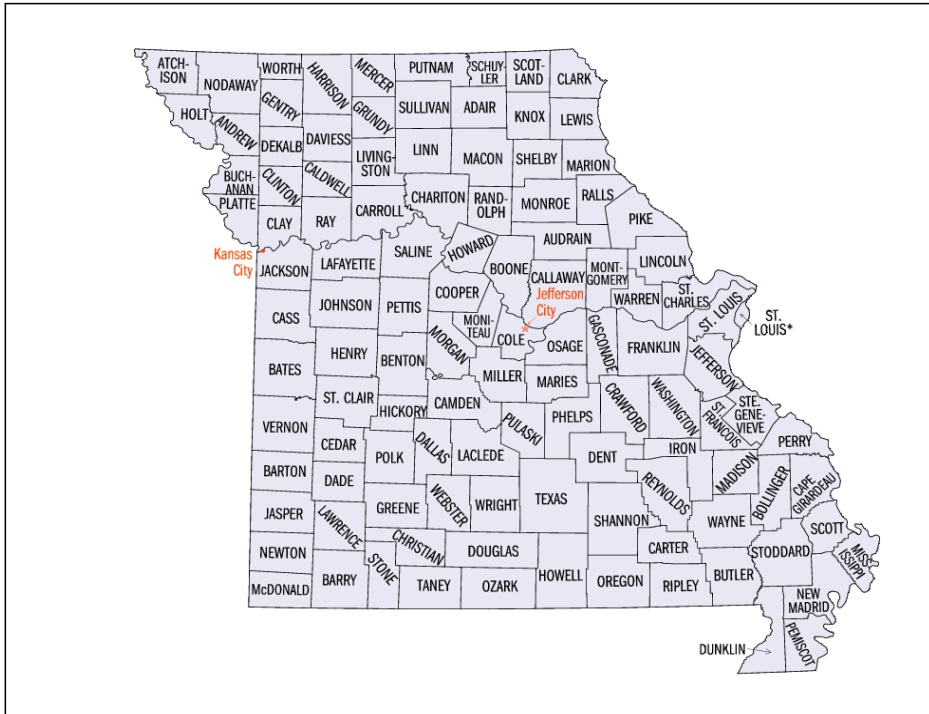 ATCH-
ISON
NODAWAY
WORTH
HARRISON
MERCER
PUTNAM
SCHUY-
LER
SCOT-
LAND
CLARK
HOLT
ANDREW
GENTRY
GRUNDY
SULLIVAN
ADAIR
KNOX
LEWIS
DEKALB
DAVIESS
LIVING-
STON
LINN
MACON
SHELBY
MARION
BUCH-
ANAN
CLINTON
CALDWELL
CHARITON
RAND-
OLPH
MONROE
RALLS
PLATTE
CLAY
RAY
CARROLL
PIKE
Kansas
City
JACKSON
LAFAYETTE
SALINE
HOWARD
BOONE
AUDRAIN
CALLAWAY
MONT-
GOMERY
LINCOLN
CASS
JOHNSON
PETTIS
COOPER
MONI-
TEAU
Jefferson
City
COLE
WARREN
ST.
CHARLES
ST. LOUIS
ST.
LOUIS*
BATES
HENRY
BENTON
MORGAN
MILLER
OSAGE
GASCONADE
FRANKLIN
JEFFERSON
VERNON
ST. CLAIR
HICKORY
CAMDEN
MARIES
PULASKI
PHELPS
CRAWFORD
WASHINGTON
ST.
FRANCOIS
STE.
GENE-
VIEVE
PERRY
BARTON
CEDAR
DADE
POLK
DALLAS
LACLEDE
DENT
IRON
REYNOLDS
MADISON
BOLLINGER
CAPE
GIRARDEAU
JASPER
LAWRENCE
GREENE
WEBSTER
WRIGHT
TEXAS
SHANNON
WAYNE
SCOTT
NEWTON
STONE
CHRISTIAN
DOUGLAS
CARTER
STODDARD
MISS-
ISSIPPI
McDONALD
BARRY
TANEY
OZARK
HOWELL
OREGON
RIPLEY
BUTLER
NEW
MADRID
DUNKLIN
PEMISCOT